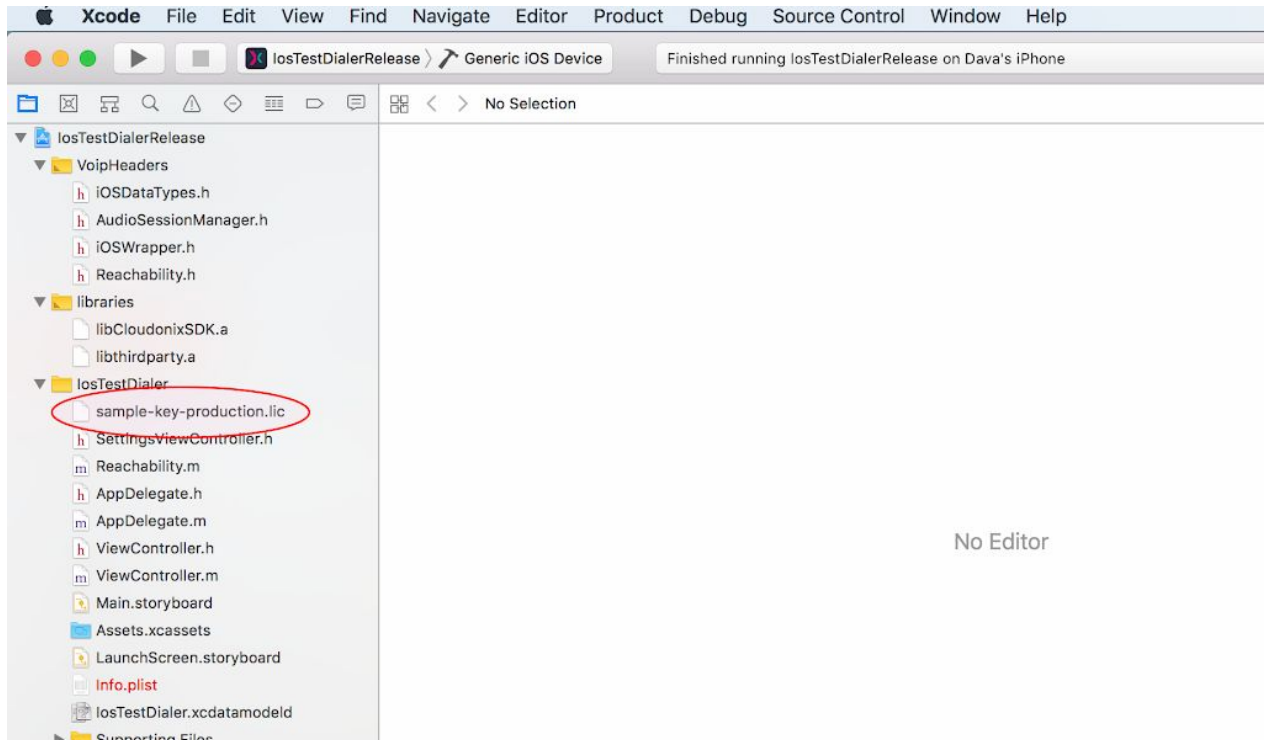 Xcode File Edit View Find Navigate Editor Product Debug Source Control Window Help
IosTestDialerRelease Generic iOS Device Finished running IosTestDialerRelease on Dava's iPhone
No Selection
IosTestDialerRelease
VoipHeaders
h iOSDataTypes.h
h AudioSessionManager.h
h iOSWrapper.h
h Reachability.h
libraries
libCloudonixSDK.a
libthirdparty.a
IosTestDialer
sample-key-production.lic
h SettingsViewController.h
m Reachability.m
h AppDelegate.h
m AppDelegate.m
h ViewController.h
m ViewController.m
Main.storyboard
Assets.xcassets
LaunchScreen.storyboard
Info.plist
IosTestDialer.xcdatamodeld
Supporting Files
No Editor